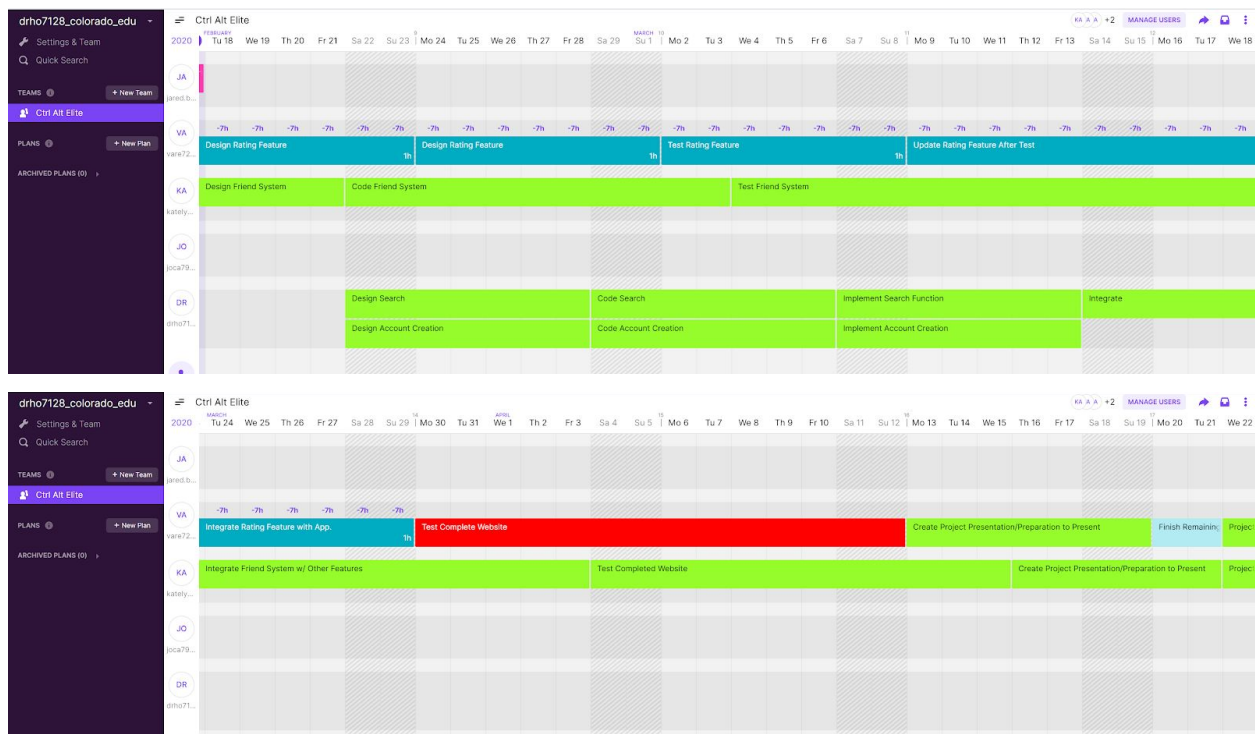 drho7128_colorado_edu
Settings & Team
Quick Search
TEAMS
+ New Team
Ctrl Alt Elite
PLANS
+ New Plan
ARCHIVED PLANS (0)
Ctrl Alt Elite
KA A A +2 MANAGE USERS
FEBRUARY 9 MARCH 10 11 12
2020 Tu 18 We 19 Th 20 Fr 21 Sa 22 Su 23 Mo 24 Tu 25 We 26 Th 27 Fr 28 Sa 29 Su 1 Mo 2 Tu 3 We 4 Th 5 Fr 6 Sa 7 Su 8 Mo 9 Tu 10 We 11 Th 12 Fr 13 Sa 14 Su 15 Mo 16 Tu 17 We 18
JA
jared.b...
-7h -7h -7h -7h -7h -7h -7h -7h -7h -7h -7h -7h -7h -7h -7h -7h -7h -7h -7h -7h -7h -7h -7h -7h -7h -7h -7h -7h -7h -7h
VA
vare72...
Design Rating Feature Design Rating Feature Test Rating Feature Update Rating Feature After Test
1h 1h 1h
KA
kately...
Design Friend System Code Friend System Test Friend System
JO
joca79...
DR
drho71...
Design Search Code Search Implement Search Function Integrate
Design Account Creation Code Account Creation Implement Account Creation
drho7128_colorado_edu
Settings & Team
Quick Search
TEAMS
+ New Team
Ctrl Alt Elite
PLANS
+ New Plan
ARCHIVED PLANS (0)
Ctrl Alt Elite
KA A A +2 MANAGE USERS
MARCH 14 APRIL 15 16 17
2020 Tu 24 We 25 Th 26 Fr 27 Sa 28 Su 29 Mo 30 Tu 31 We 1 Th 2 Fr 3 Sa 4 Su 5 Mo 6 Tu 7 We 8 Th 9 Fr 10 Sa 11 Su 12 Mo 13 Tu 14 We 15 Th 16 Fr 17 Sa 18 Su 19 Mo 20 Tu 21 We 22
JA
jared.b...
-7h -7h -7h -7h -7h -7h
VA
vare72...
Integrate Rating Feature with App. Test Complete Website Create Project Presentation/Preparation to Present Finish Remaining Projec
1h
KA
kately...
Integrate Friend System w/ Other Features Test Completed Website Create Project Presentation/Preparation to Present Projec
JO
joca79...
DR
drho71...